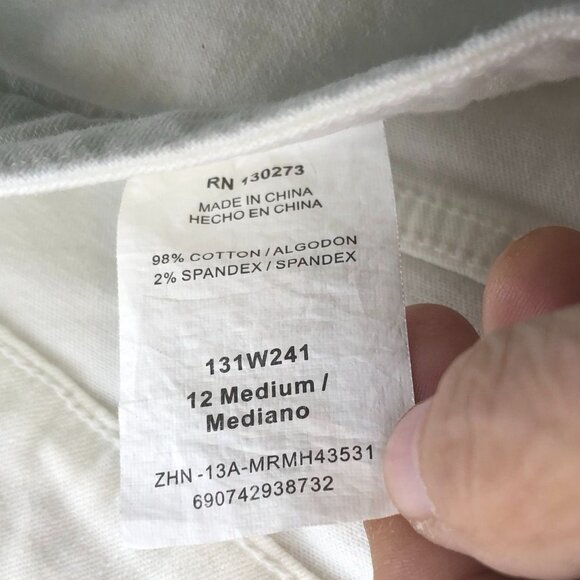 RN 130273
MADE IN CHINA
HECHO EN CHINA
98% COTTON / ALGODON
2% SPANDEX / SPANDEX
131W241
12 Medium /
Mediano
ZHN -13A-MRMH43531
690742938732